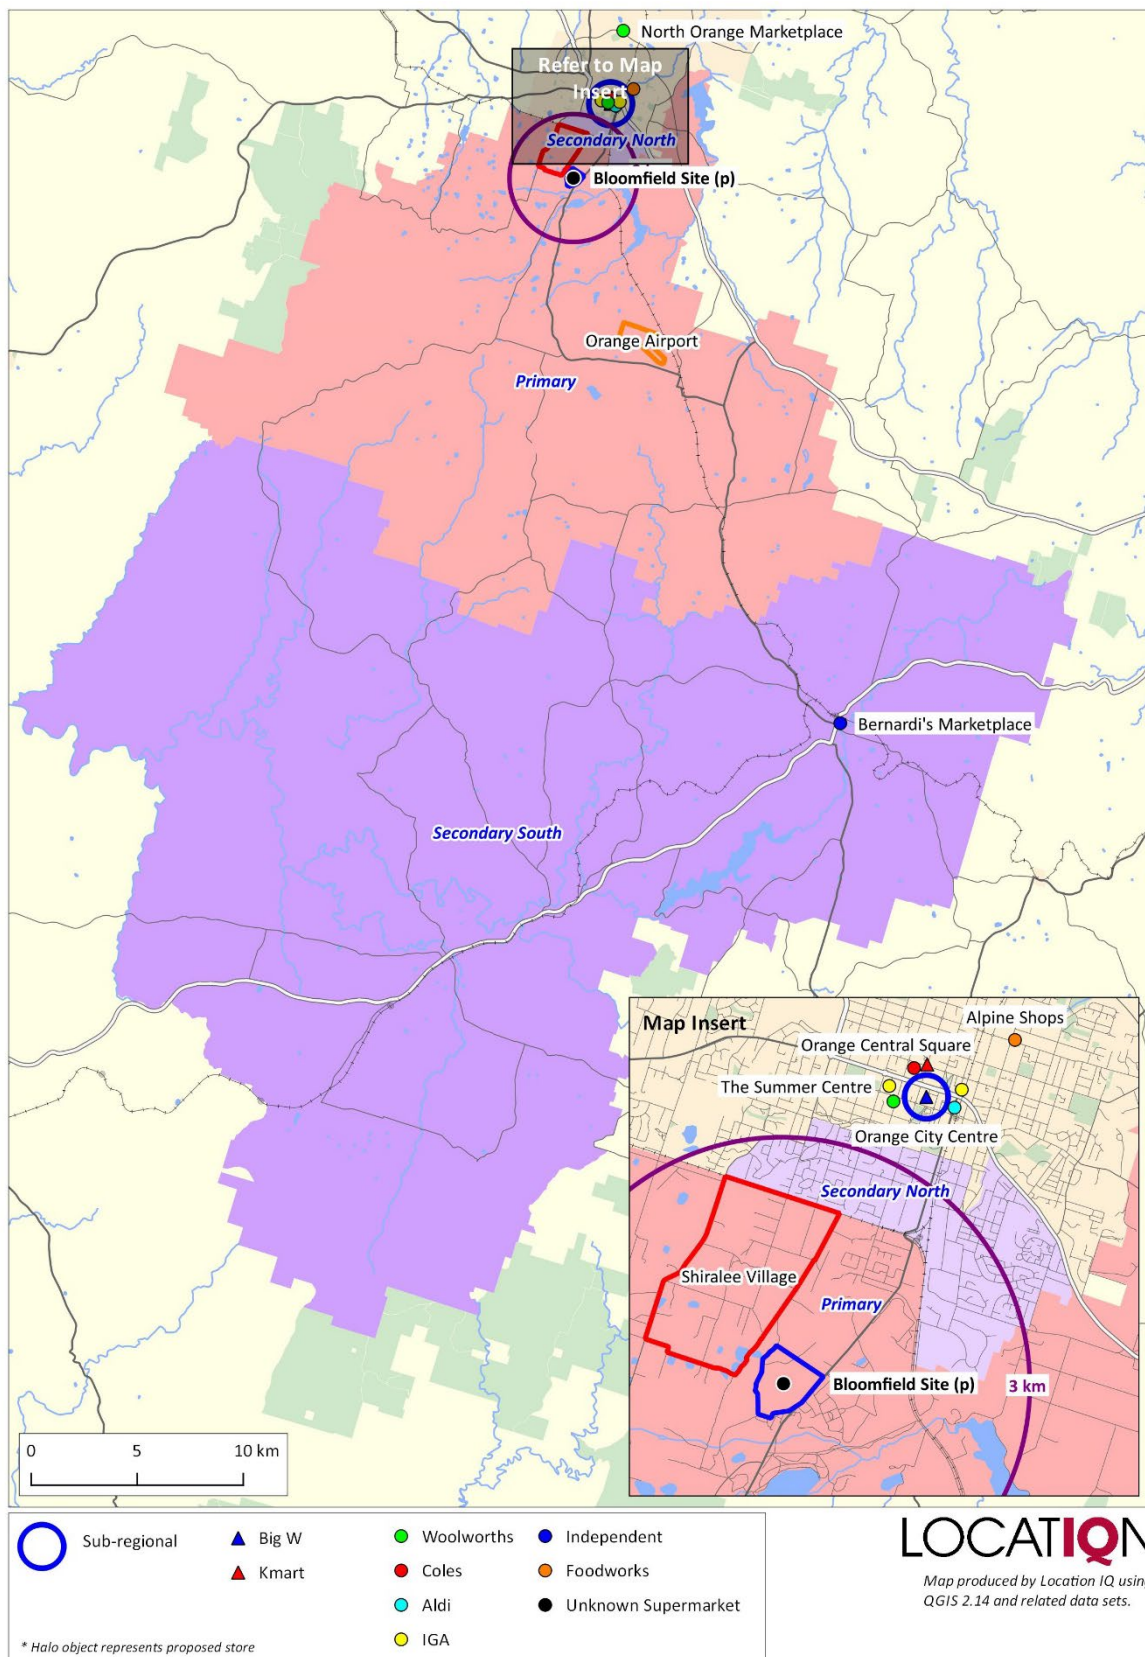 North Orange Marketplace
Refer to Map
Insert
Secondary North
Bloomfield Site (p)
Orange Airport
Primary
Bernardi's Marketplace
Secondary South
Map Insert
Alpine Shops
Orange Central Square
The Summer Centre
Orange City Centre
Secondary North
Shiralee Village
Primary
Bloomfield Site (p)
3 km
0 5 10 km
Sub-regional
Big W
Kmart
Woolworths
Coles
Aldi
IGA
Independent
Foodworks
Unknown Supermarket
* Halo object represents proposed store
LOCATIQN
Map produced by Location IQ usin
QGIS 2.14 and related data sets.